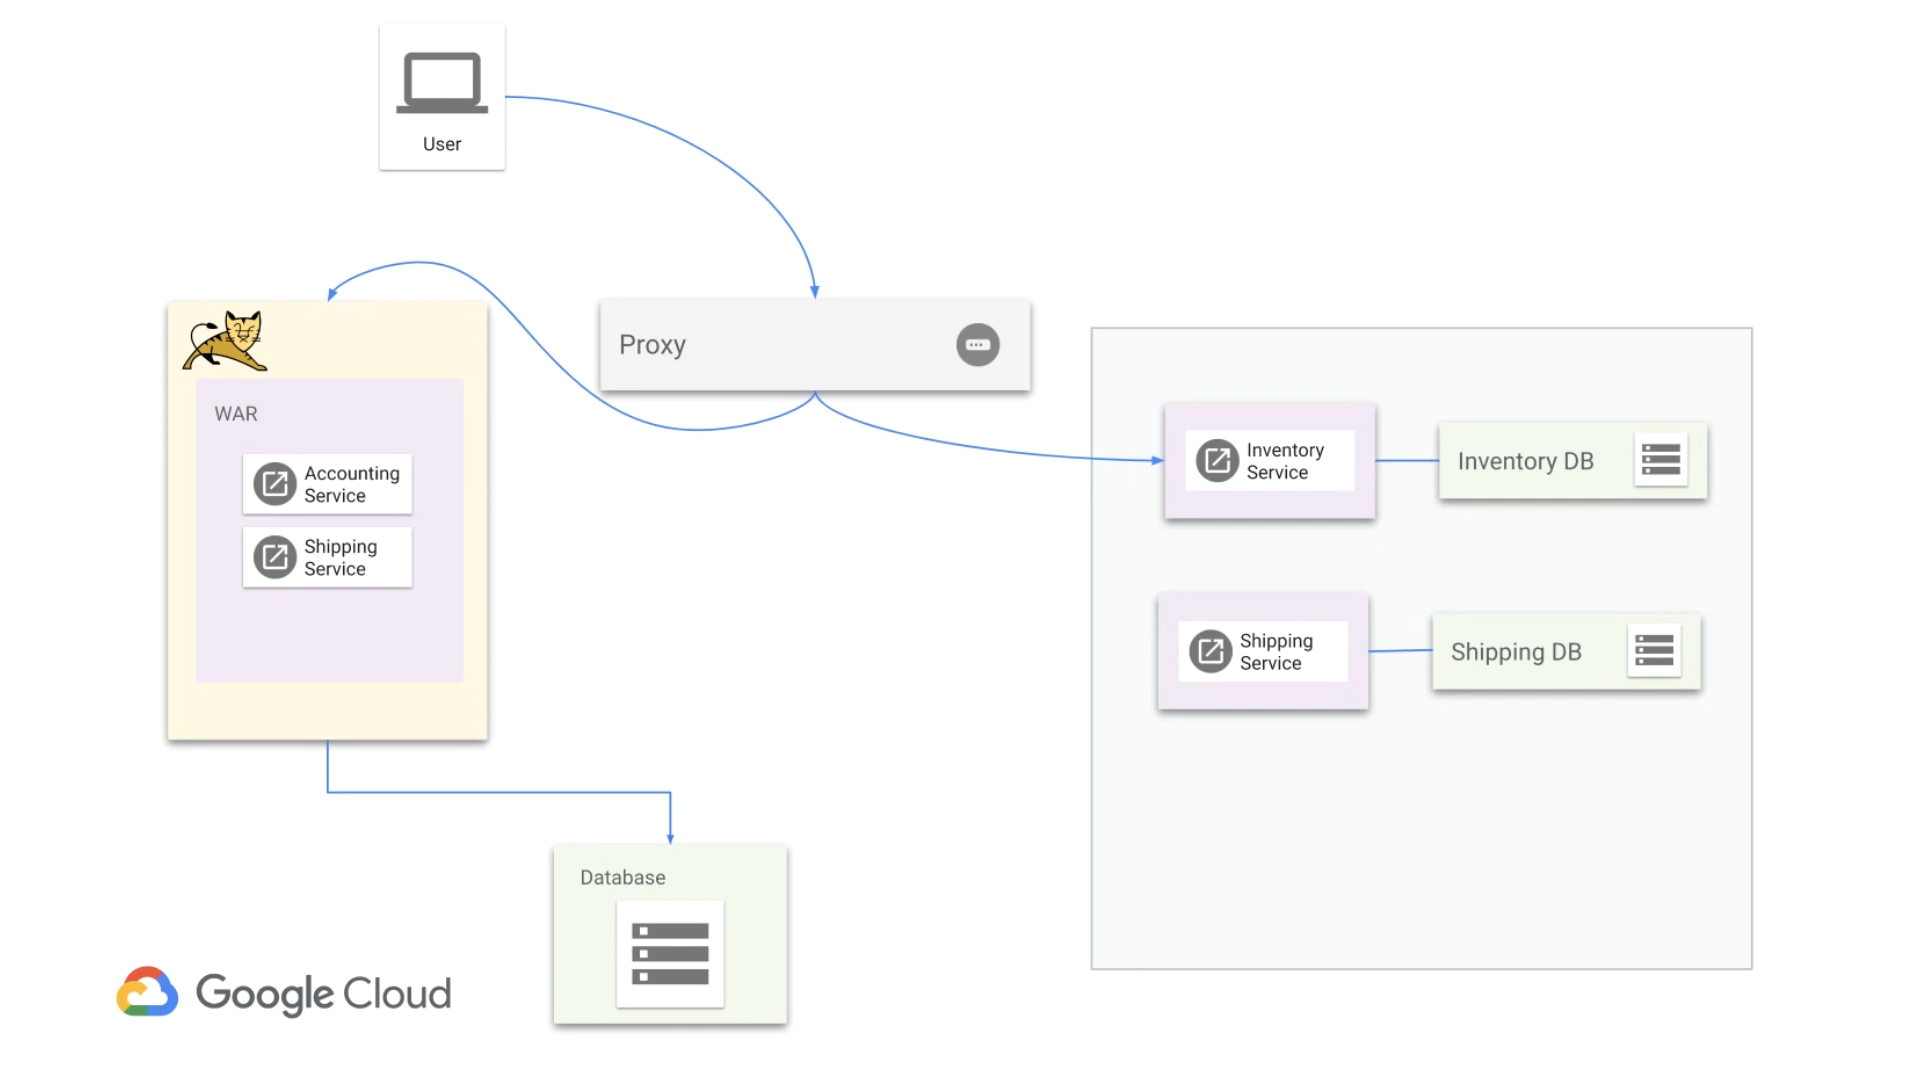 User
Proxy
WAR
Accounting
Service
Shipping
Service
Inventory
Service
Inventory DB
Shipping
Service
Shipping DB
Database
Google Cloud